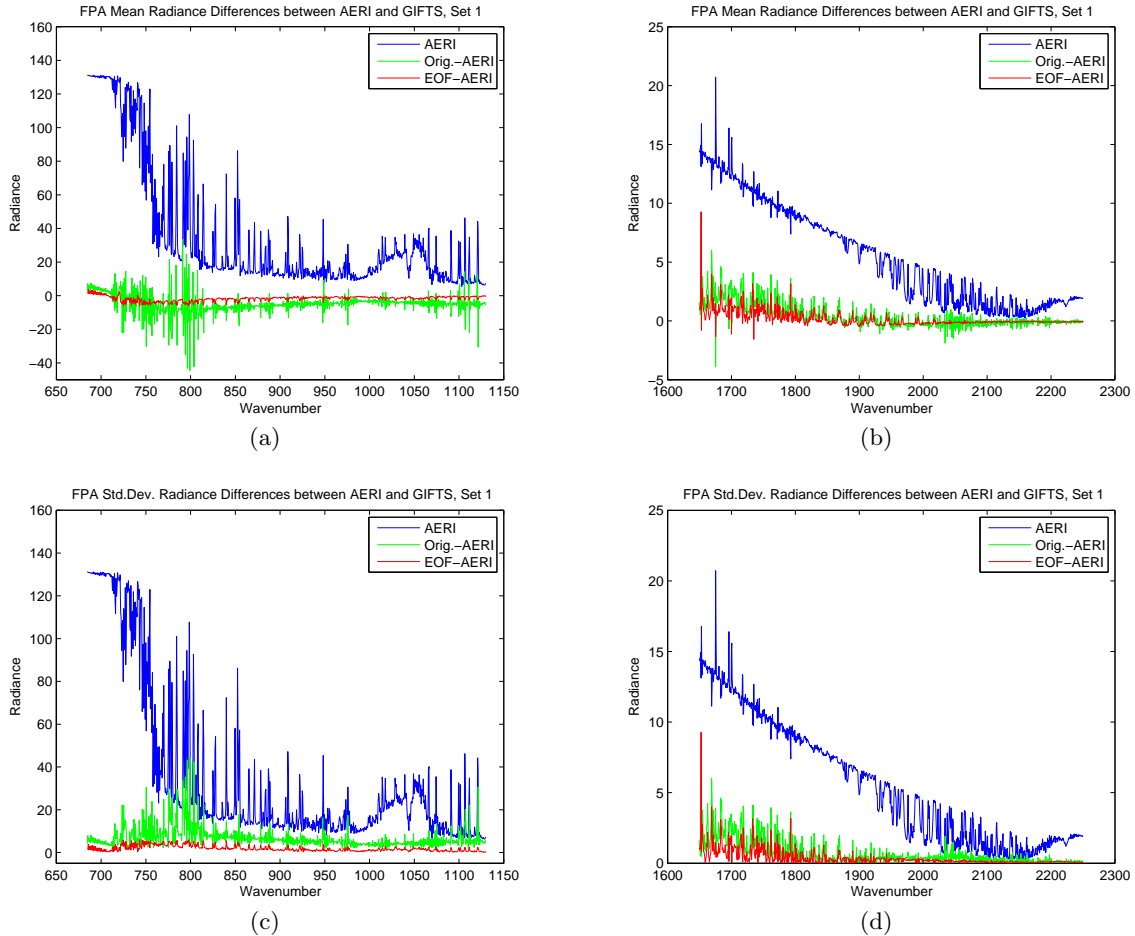 FPA Mean Radiance Differences between AERI and GIFTS, Set 1
160
140
120
100
80
60
40
20
0
−20
−40
650 700 750 800 850 900 950 1000 1050 1100 1150
Radiance
Wavenumber
AERI
Orig.−AERI
EOF−AERI
(a)
FPA Mean Radiance Differences between AERI and GIFTS, Set 1
25
20
15
10
5
0
−5
1600 1700 1800 1900 2000 2100 2200 2300
Radiance
Wavenumber
AERI
Orig.−AERI
EOF−AERI
(b)
FPA Std.Dev. Radiance Differences between AERI and GIFTS, Set 1
160
140
120
100
80
60
40
20
0
650 700 750 800 850 900 950 1000 1050 1100 1150
Radiance
Wavenumber
AERI
Orig.−AERI
EOF−AERI
(c)
FPA Std.Dev. Radiance Differences between AERI and GIFTS, Set 1
25
20
15
10
5
0
1600 1700 1800 1900 2000 2100 2200 2300
Radiance
Wavenumber
AERI
Orig.−AERI
EOF−AERI
(d)